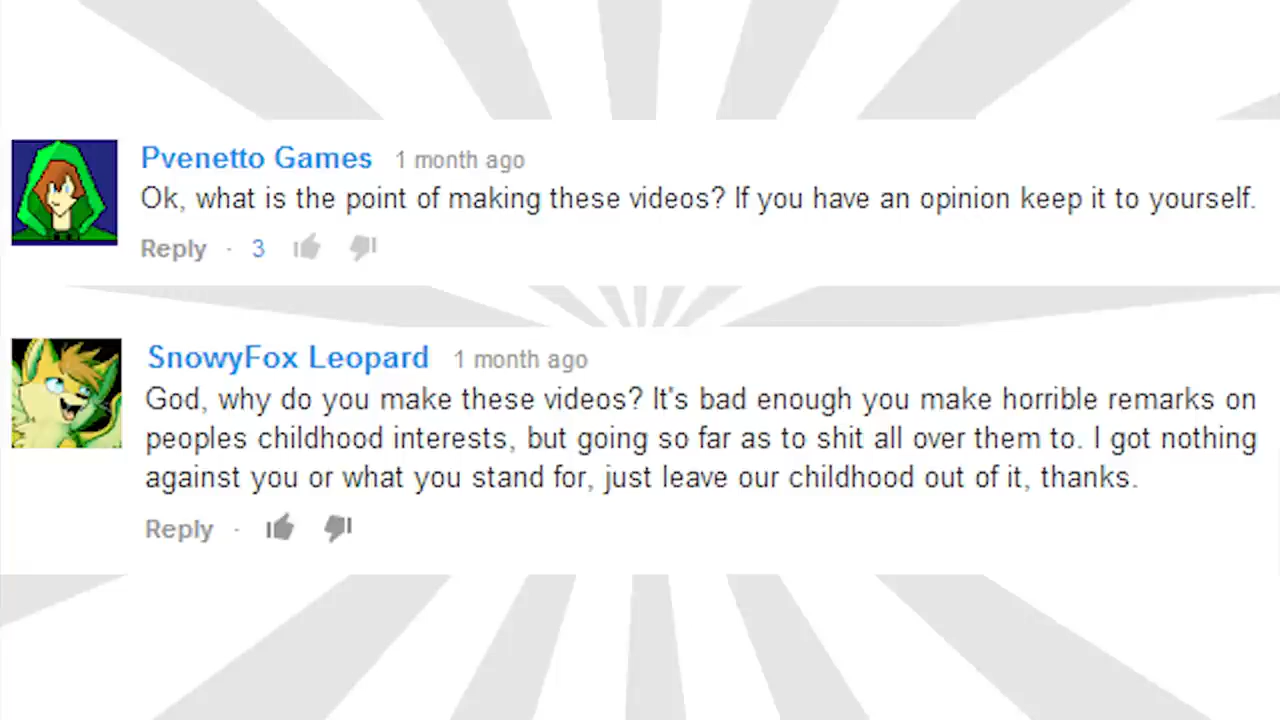 Pvenetto Games 1 month ago
Ok, what is the point of making these videos? If you have an opinion keep it to yourself.
Reply · 3
SnowyFox Leopard 1 month ago
God, why do you make these videos? It's bad enough you make horrible remarks on
peoples childhood interests, but going so far as to shit all over them to. I got nothing
against you or what you stand for, just leave our childhood out of it, thanks.
Reply ·